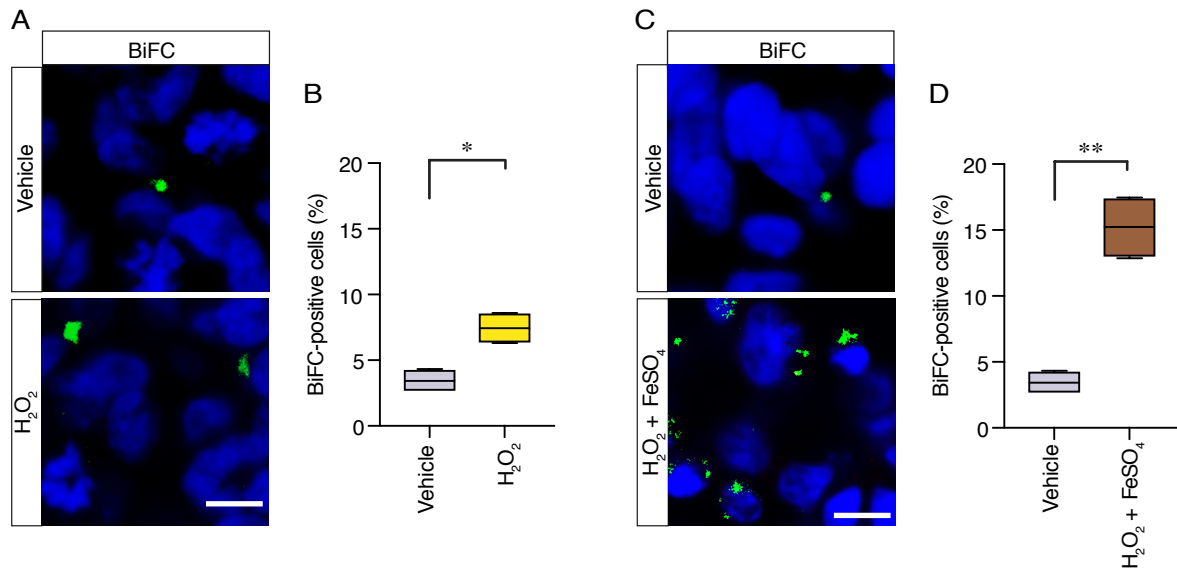 A
BiFC
Vehicle
H₂O₂
B
BiFC-positive cells (%)
20
15
10
5
0
*
Vehicle
H₂O₂
C
BiFC
Vehicle
H₂O₂ + FeSO₄
D
BiFC-positive cells (%)
20
15
10
5
0
**
Vehicle
H₂O₂ + FeSO₄